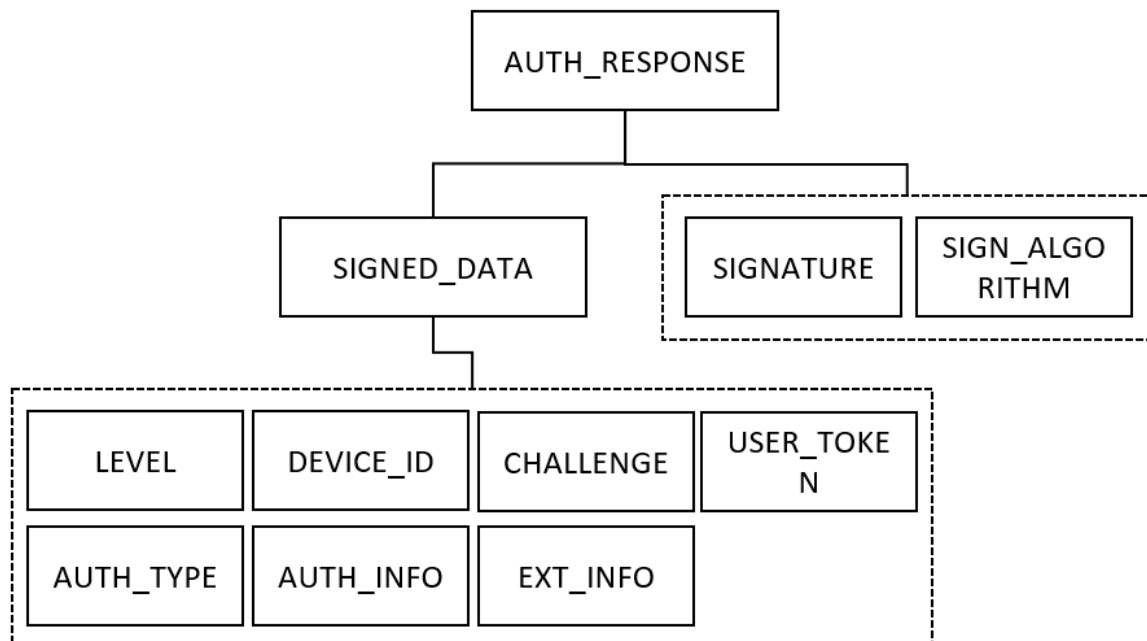 AUTH_RESPONSE
SIGNED_DATA
SIGNATURE
SIGN_ALGO
RITHM
LEVEL
DEVICE_ID
CHALLENGE
USER_TOKE
N
AUTH_TYPE
AUTH_INFO
EXT_INFO